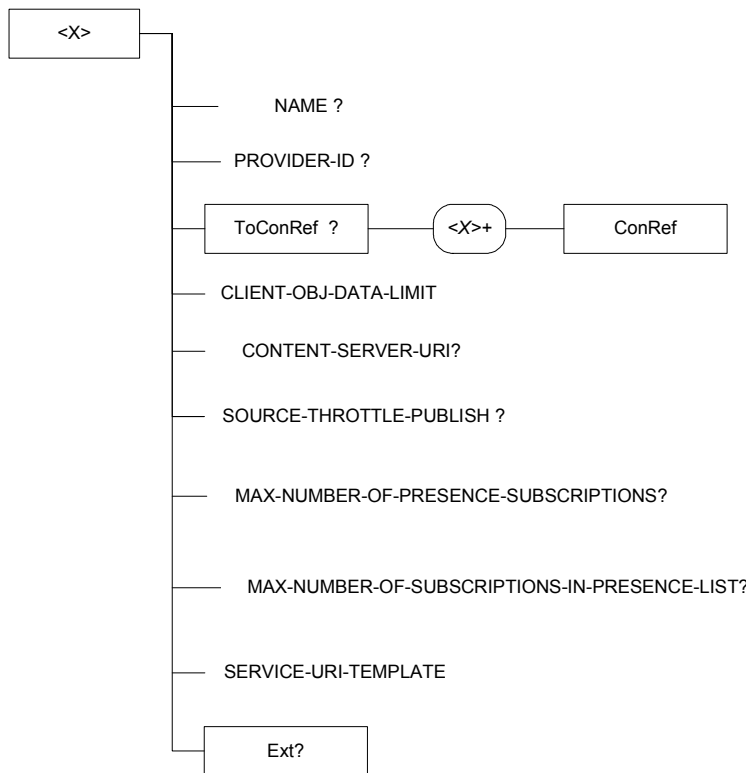 <X>
NAME ?
PROVIDER-ID ?
ToConRef ? <X>+ ConRef
CLIENT-OBJ-DATA-LIMIT
CONTENT-SERVER-URI?
SOURCE-THROTTLE-PUBLISH ?
MAX-NUMBER-OF-PRESENCE-SUBSCRIPTIONS?
MAX-NUMBER-OF-SUBSCRIPTIONS-IN-PRESENCE-LIST?
SERVICE-URI-TEMPLATE
Ext?